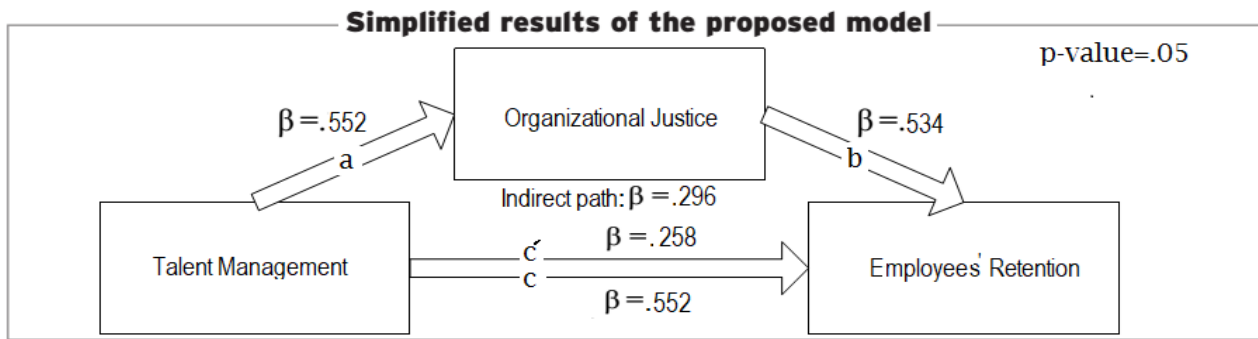 Simplified results of the proposed model
p-value=.05
β=.552
Organizational Justice
β=.534
a
b
Indirect path: β=.296
c´
β=.258
Talent Management
Employees' Retention
c
β=.552